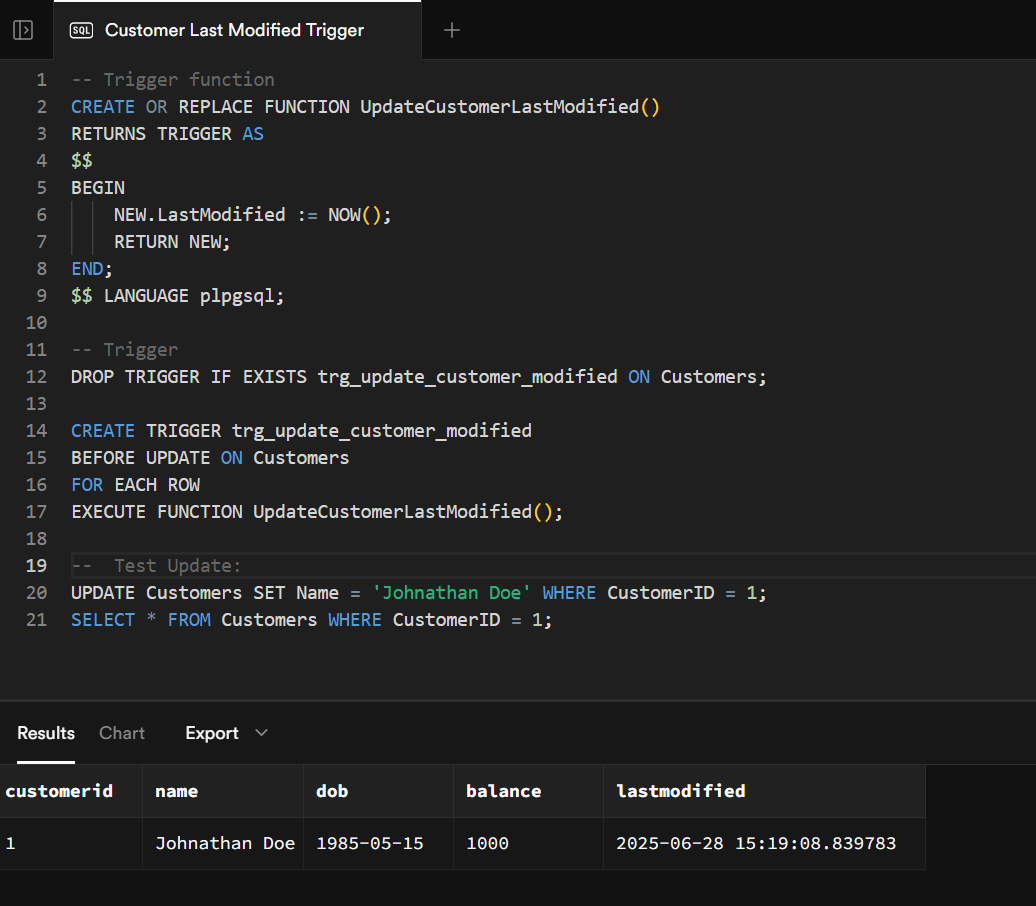 SQL Customer Last Modified Trigger
1 -- Trigger function
2 CREATE OR REPLACE FUNCTION UpdateCustomerLastModified()
3 RETURNS TRIGGER AS
4 $$
5 BEGIN
6     NEW.LastModified := NOW();
7     RETURN NEW;
8 END;
9 $$ LANGUAGE plpgsql;
10
11 -- Trigger
12 DROP TRIGGER IF EXISTS trg_update_customer_modified ON Customers;
13
14 CREATE TRIGGER trg_update_customer_modified
15 BEFORE UPDATE ON Customers
16 FOR EACH ROW
17 EXECUTE FUNCTION UpdateCustomerLastModified();
18
19 --  Test Update:
20 UPDATE Customers SET Name = 'Johnathan Doe' WHERE CustomerID = 1;
21 SELECT * FROM Customers WHERE CustomerID = 1;
Results Chart Export
customerid name dob balance lastmodified
1 Johnathan Doe 1985-05-15 1000 2025-06-28 15:19:08.839783